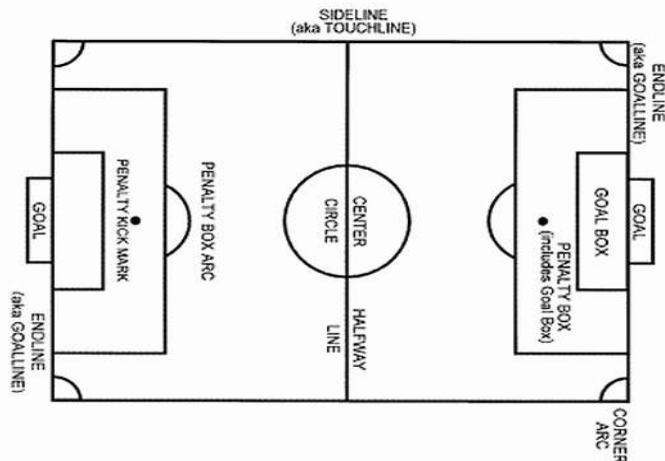 SIDELINE
(aka TOUCHLINE)
ENDLINE
(aka GOALLINE)
GOAL
PENALTY KICK MARK
PENALTY BOX ARC
CENTER
CIRCLE
HALFWAY
LINE
PENALTY BOX
(includes Goal Box)
GOAL BOX
GOAL
ENDLINE
(aka GOALLINE)
CORNER
ARC